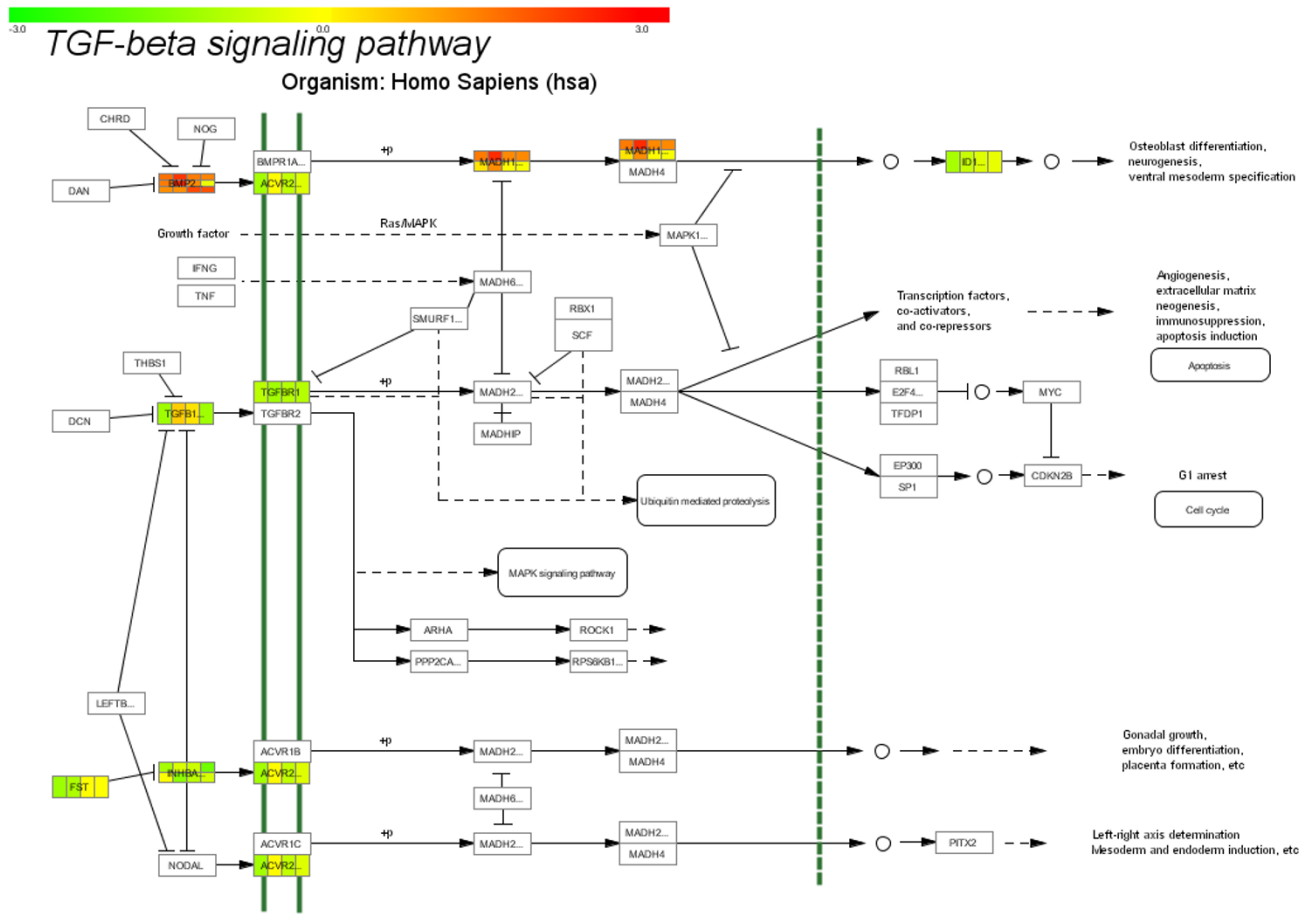 -3.0
0.0
3.0
TGF-beta signaling pathway
Organism: Homo Sapiens (hsa)
CHRD
NOG
DAN
BMP2...
BMPR1A...
ACVR2...
+p
MADH1...
MADH1...
MADH4
ID1...
Osteoblast differentiation,
neurogenesis,
ventral mesoderm specification
Growth factor
Ras/MAPK
MAPK1...
IFNG
TNF
MADH6...
SMURF1...
RBX1
SCF
Transcription factors,
co-activators,
and co-repressors
Angiogenesis,
extracellular matrix
neogenesis,
immunosuppression,
apoptosis induction
Apoptosis
THBS1
DCN
TGFB1...
TGFBR1
TGFBR2
+p
MADH2...
MADHIP
MADH2...
MADH4
RBL1
E2F4...
TFDP1
MYC
EP300
SP1
CDKN2B
G1 arrest
Cell cycle
Ubiquitin mediated proteolysis
MAPK signaling pathway
ARHA
ROCK1
PPP2CA...
RPS6KB1...
LEFTB...
FST
INHBA...
ACVR1B
ACVR2...
+p
MADH2...
MADH2...
MADH4
Gonadal growth,
embryo differentiation,
placenta formation, etc
MADH6...
NODAL
ACVR1C
ACVR2...
+p
MADH2...
MADH2...
MADH4
PITX2
Left-right axis determination
Mesoderm and endoderm induction, etc